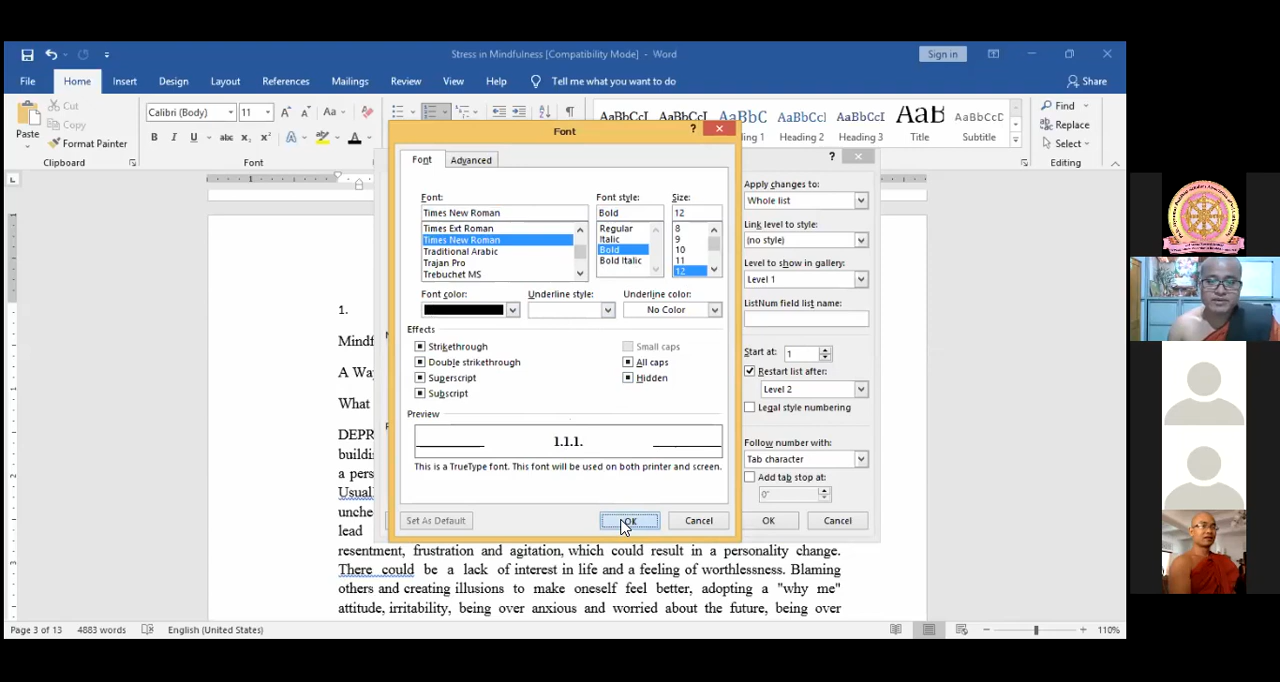 Stress in Mindfulness [Compatibility Mode] - Word
Sign in
File Home Insert Design Layout References Mailings Review View Help Tell me what you want to do Share
Cut
Copy
Paste
Format Painter
Clipboard
Calibri (Body) 11
Font
AaBbCcI AaBbCcI AaBbC AaBbCcI AaBbCcI AaB AaBbCcD
Heading 2 Heading 3 Title Subtitle
Find
Replace
Select
Editing
Font
Font Advanced
Font: Font style: Size:
Times New Roman Bold 12
Times Ext Roman
Times New Roman
Traditional Arabic
Trajan Pro
Trebuchet MS
Regular
Italic
Bold
Bold Italic
8
9
10
11
12
Font color: Underline style: Underline color:
No Color
Effects
Strikethrough
Double strikethrough
Superscript
Subscript
Small caps
All caps
Hidden
Preview
1.1.1.
This is a TrueType font. This font will be used on both printer and screen.
Set As Default OK Cancel
Apply changes to:
Whole list
Link level to style:
(no style)
Level to show in gallery:
Level 1
ListNum field list name:
Start at: 1
Restart list after:
Level 2
Legal style numbering
Follow number with:
Tab character
Add tab stop at:
0"
OK Cancel
1.
Mindf
A Wa
What
DEPR
building
a pers
Usuall
unche
lead
resentment, frustration and agitation, which could result in a personality change.
There could be a lack of interest in life and a feeling of worthlessness. Blaming
others and creating illusions to make oneself feel better, adopting a "why me"
attitude, irritability, being over anxious and worried about the future, being over
Page 3 of 13 4883 words English (United States) 110%